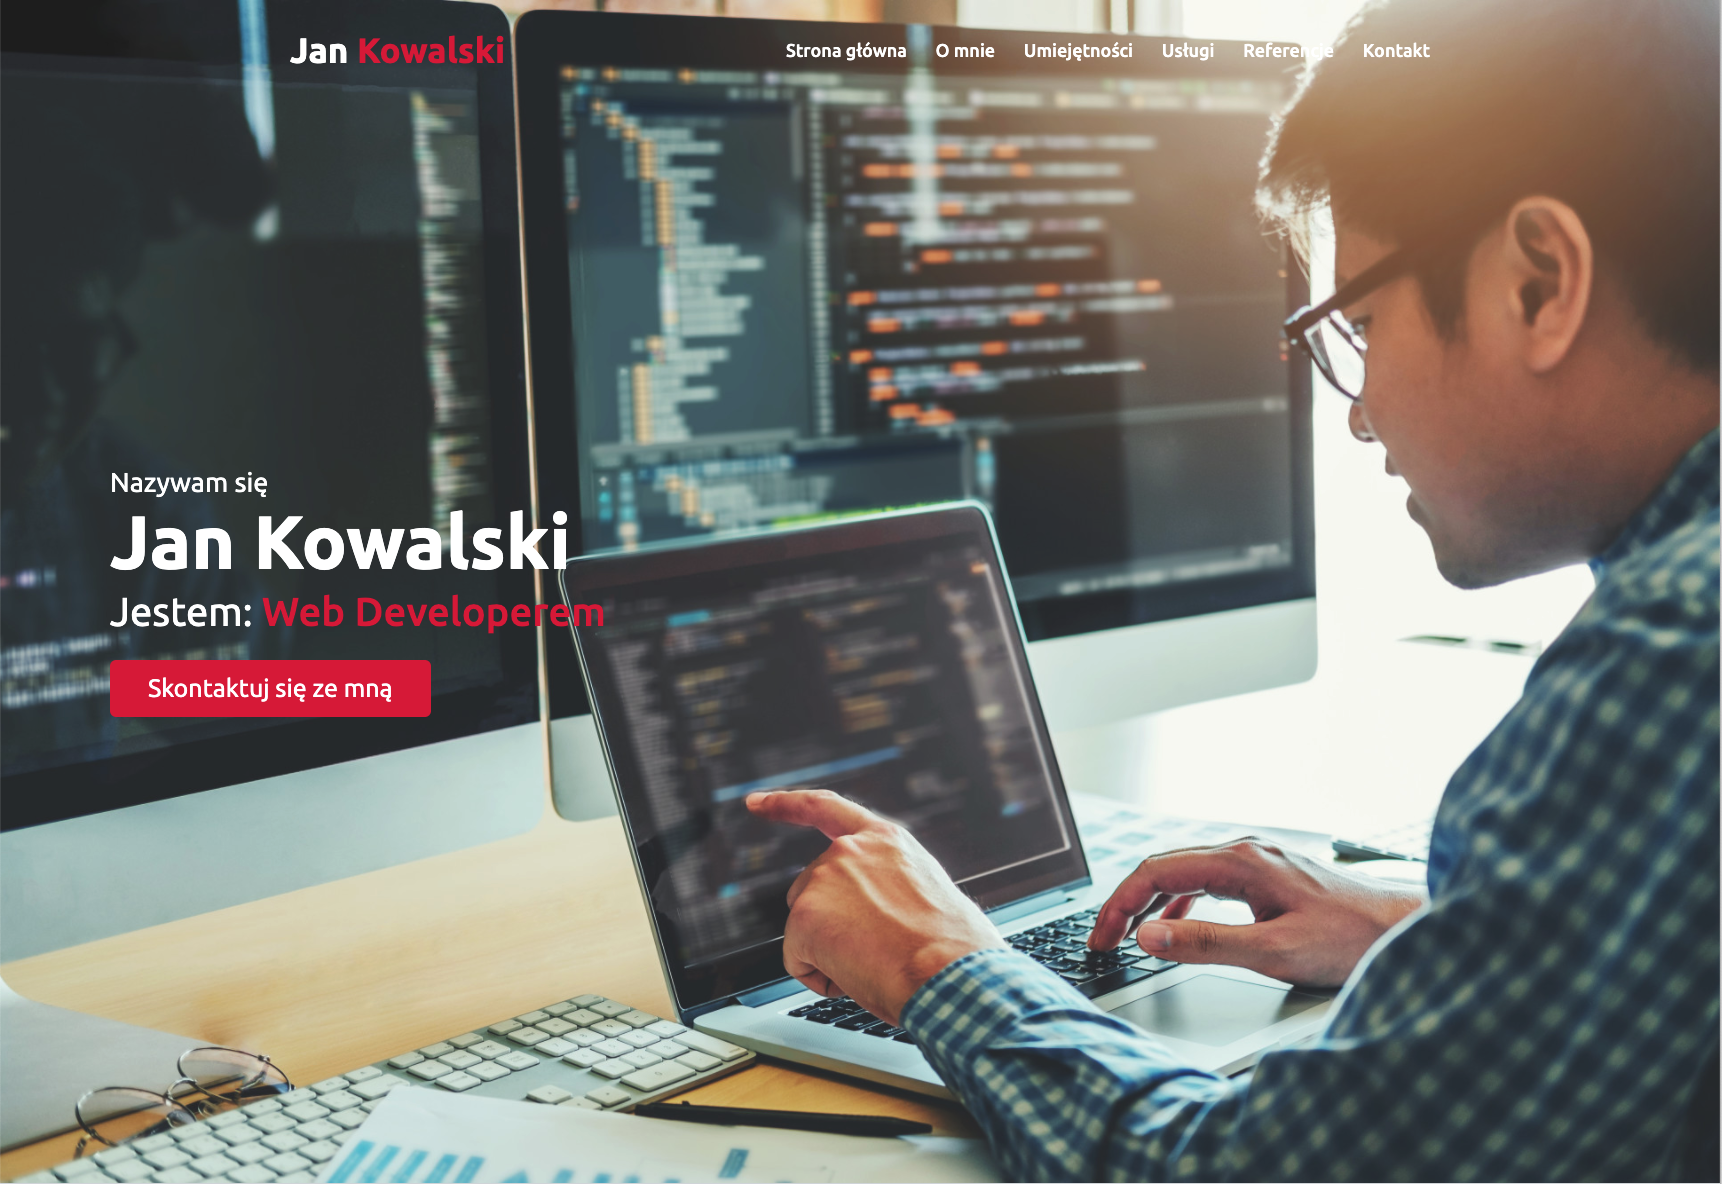 Jan Kowalski
Strona główna O mnie Umiejętności Usługi Referencje Kontakt
Nazywam się
Jan Kowalski
Jestem: Web Developerem
Skontaktuj się ze mną